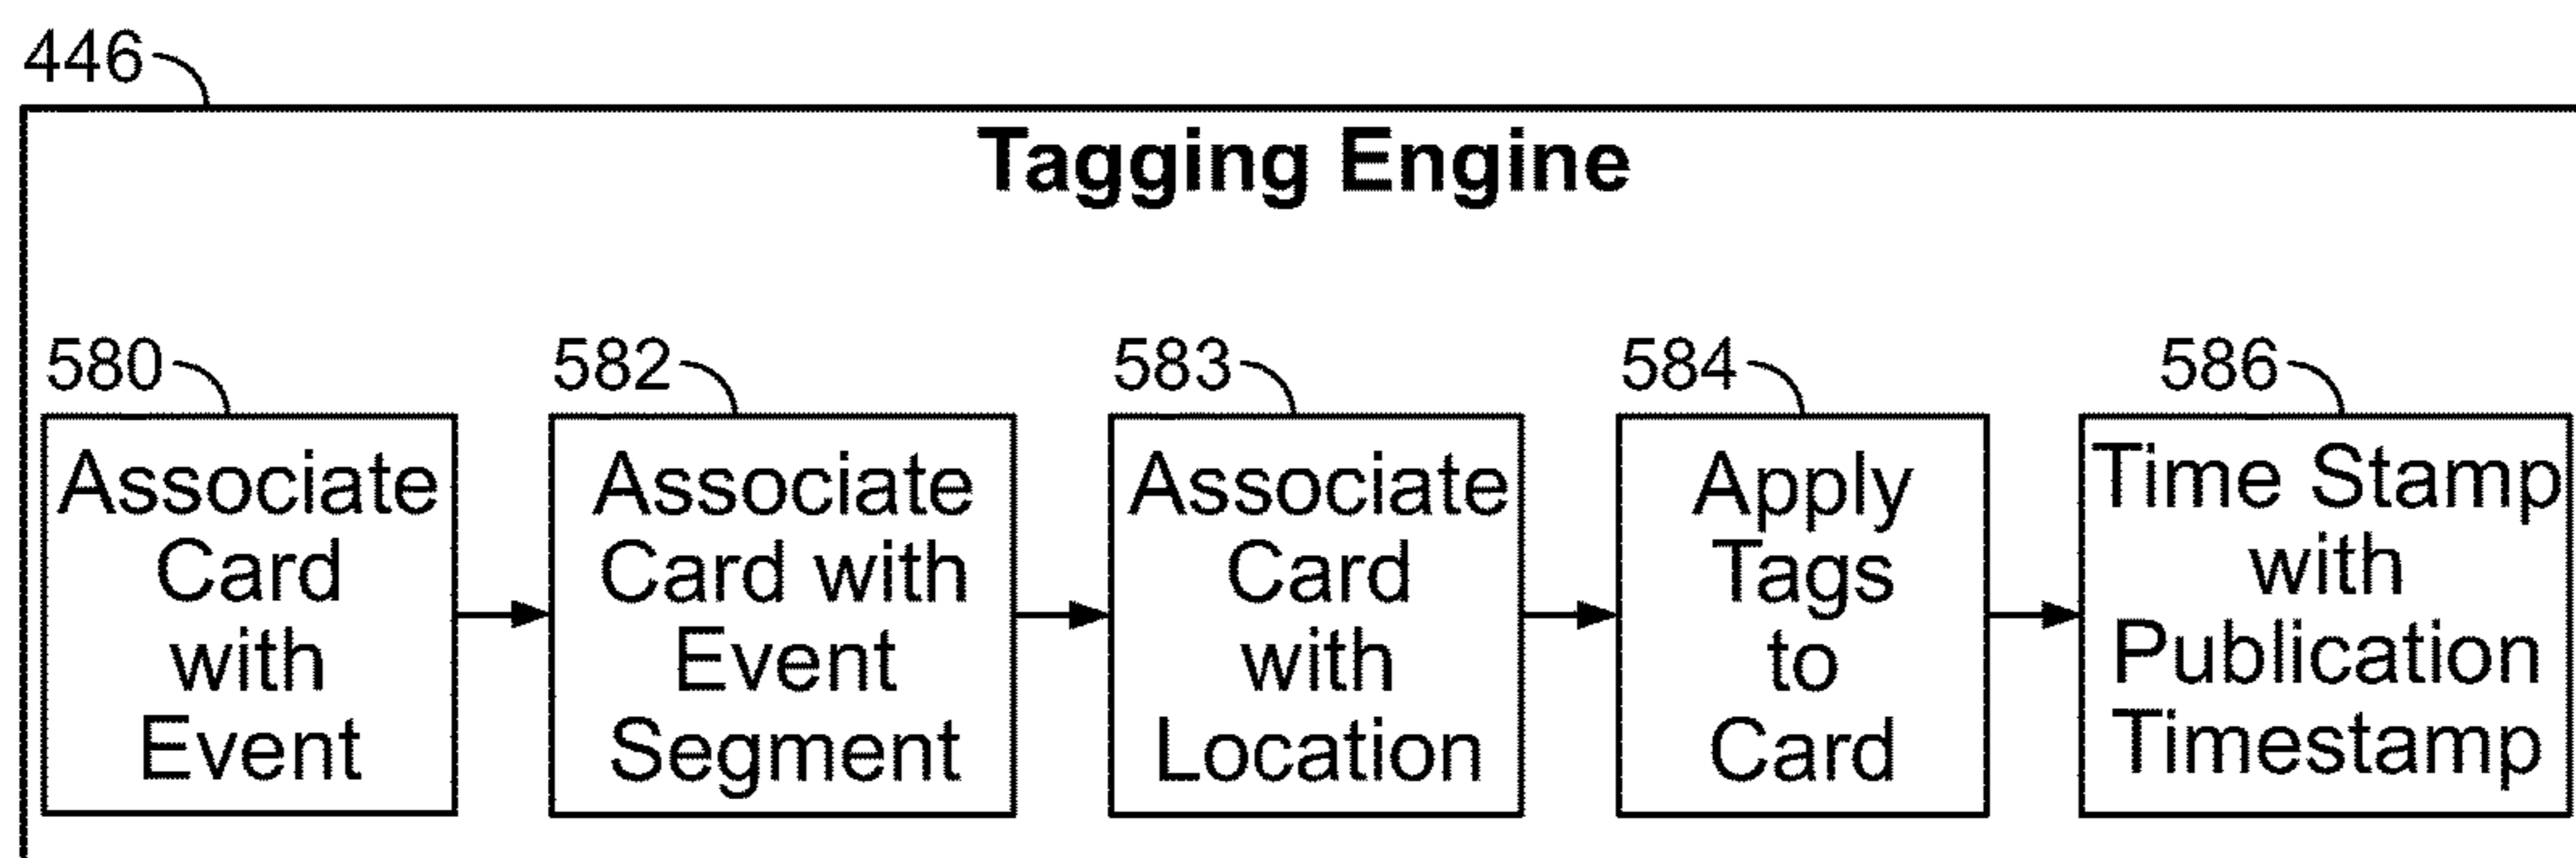 446
Tagging Engine
580
Associate
Card
with
Event
582
Associate
Card with
Event
Segment
583
Associate
Card
with
Location
584
Apply
Tags
to
Card
586
Time Stamp
with
Publication
Timestamp